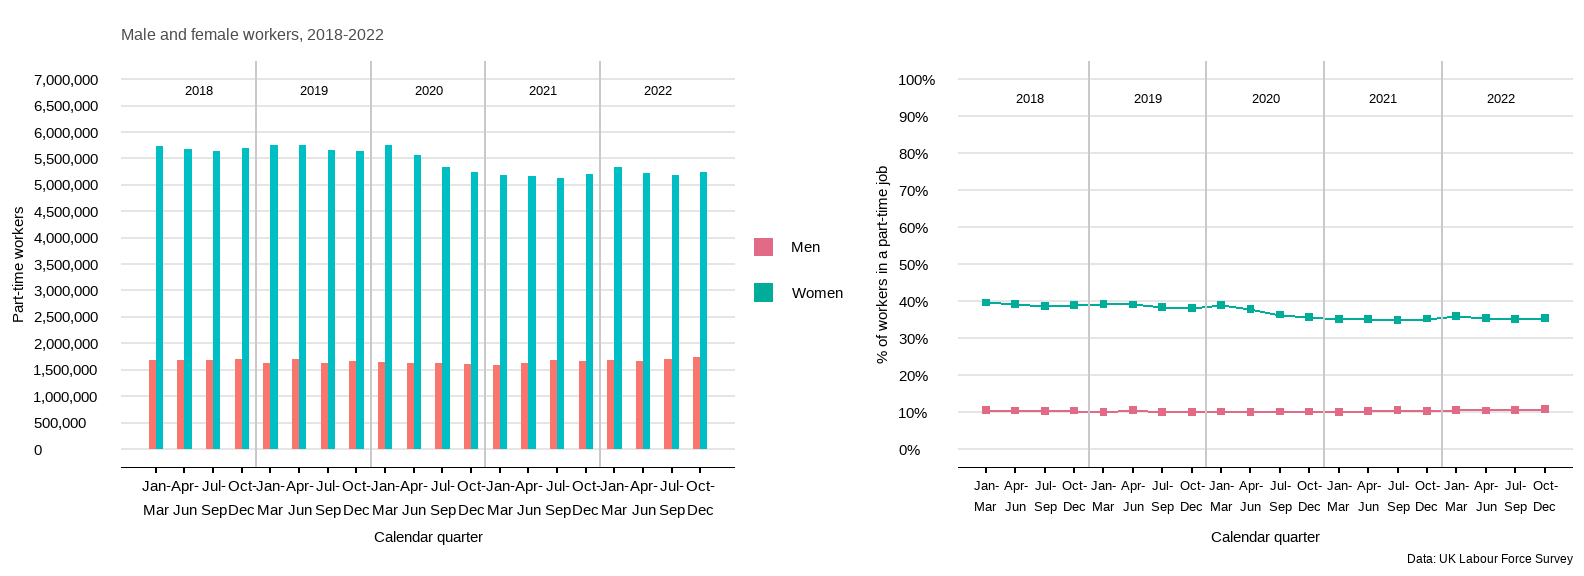 Male and female workers, 2018-2022
7,000,000
6,500,000
6,000,000
5,500,000
5,000,000
4,500,000
4,000,000
3,500,000
3,000,000
2,500,000
2,000,000
1,500,000
1,000,000
500,000
0
Part-time workers
2018 2019 2020 2021 2022
Jan- Apr- Jul- Oct- Jan- Apr- Jul- Oct- Jan- Apr- Jul- Oct- Jan- Apr- Jul- Oct- Jan- Apr- Jul- Oct-
Mar Jun Sep Dec Mar Jun Sep Dec Mar Jun Sep Dec Mar Jun Sep Dec Mar Jun Sep Dec
Calendar quarter
Men
Women
100%
90%
80%
70%
60%
50%
40%
30%
20%
10%
0%
% of workers in a part-time job
2018 2019 2020 2021 2022
Jan- Apr- Jul- Oct- Jan- Apr- Jul- Oct- Jan- Apr- Jul- Oct- Jan- Apr- Jul- Oct- Jan- Apr- Jul- Oct-
Mar Jun Sep Dec Mar Jun Sep Dec Mar Jun Sep Dec Mar Jun Sep Dec Mar Jun Sep Dec
Calendar quarter
Data: UK Labour Force Survey